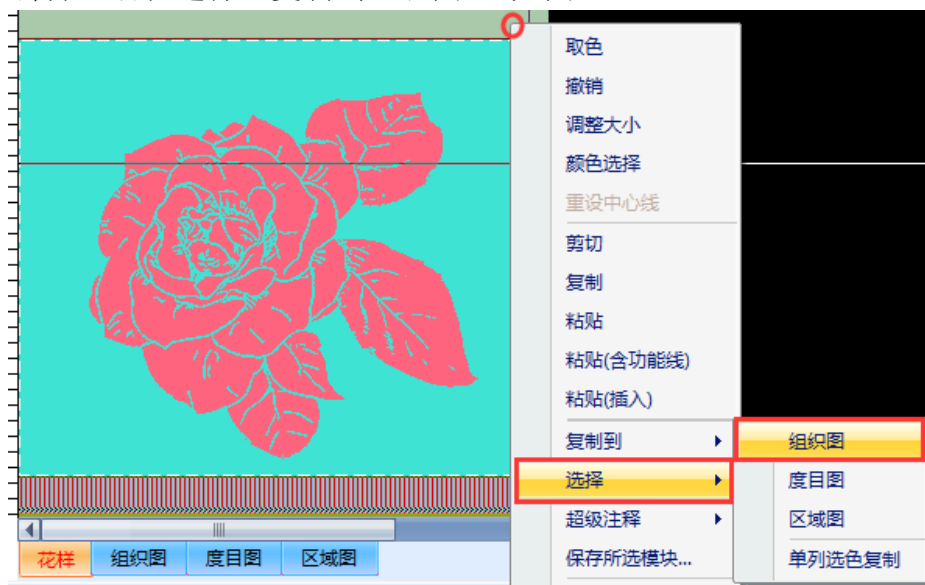 取色
撤销
调整大小
颜色选择
重设中心线
剪切
复制
粘贴
粘贴(含功能线)
粘贴(插入)
复制到
组织图
选择
度目图
超级注释
区域图
保存所选模块...
单列选色复制
花样
组织图
度目图
区域图